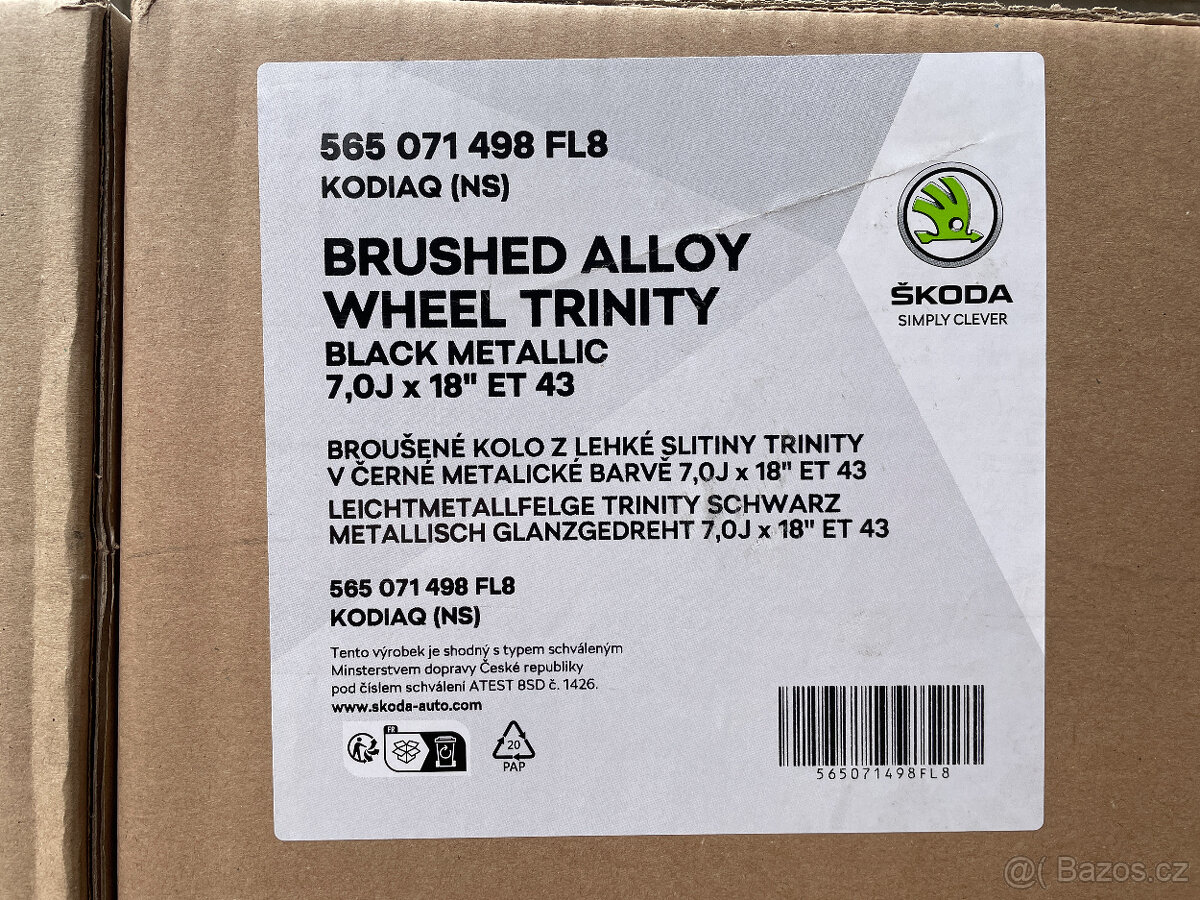 565 071 498 FL8
KODIAQ (NS)
BRUSHED ALLOY
WHEEL TRINITY
BLACK METALLIC
7,0J x 18" ET 43
ŠKODA
SIMPLY CLEVER
BROUŠENÉ KOLO Z LEHKÉ SLITINY TRINITY
V ČERNÉ METALICKÉ BARVĚ 7,0J x 18" ET 43
LEICHTMETALLFELGE TRINITY SCHWARZ
METALLISCH GLANZGEDREHT 7,0J x 18" ET 43
565 071 498 FL8
KODIAQ (NS)
Tento výrobek je shodný s typem schváleným
Minsterstvem dopravy České republiky
pod číslem schválení ATEST 8SD č. 1426.
www.skoda-auto.com
FR
20
PAP
565071498FL8
@( Bazos.cz